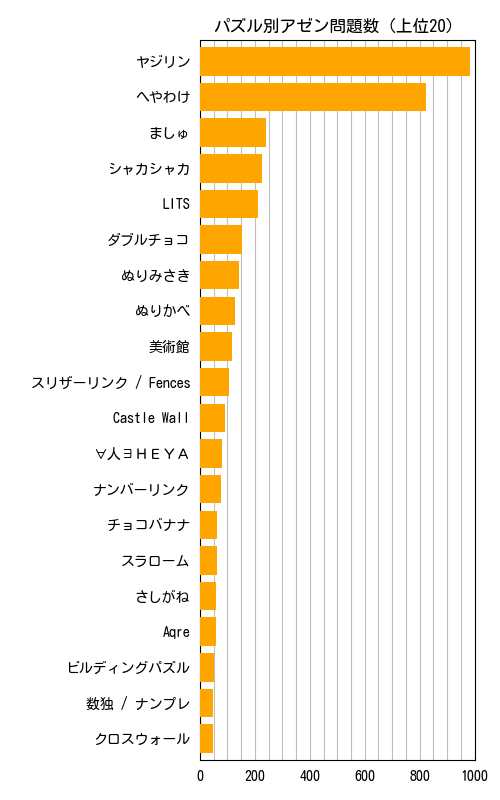 パズル別アゼン問題数（上位20）
ヤジリン
へやわけ
ましゅ
シャカシャカ
LITS
ダブルチョコ
ぬりみさき
ぬりかべ
美術館
スリザーリンク / Fences
Castle Wall
∀人∃ＨＥＹＡ
ナンバーリンク
チョコバナナ
スラローム
さしがね
Aqre
ビルディングパズル
数独 / ナンプレ
クロスウォール
0 200 400 600 800 1000